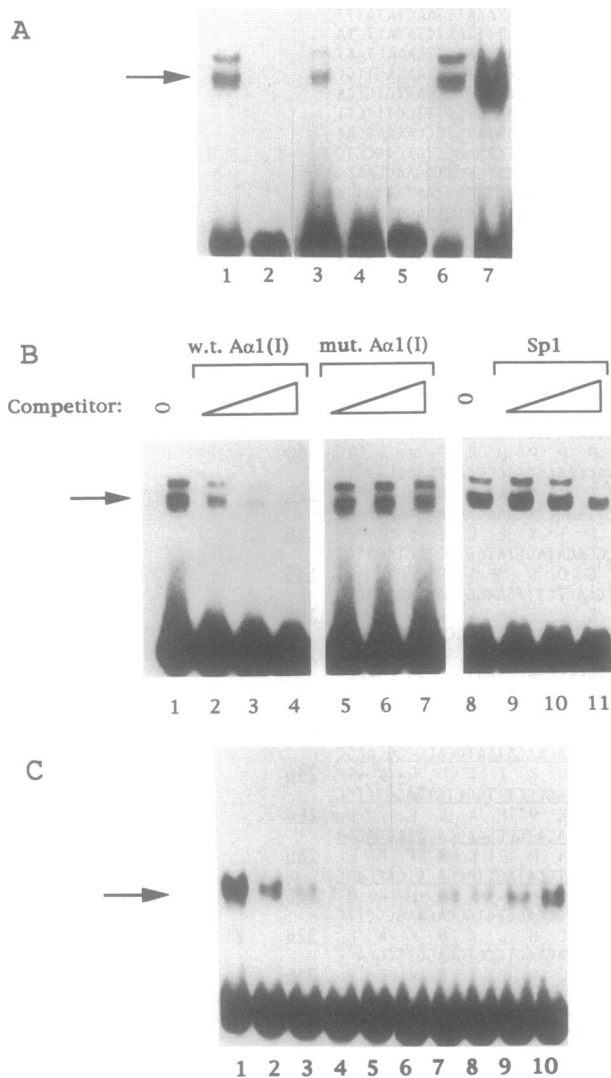 A
1 2 3 4 5 6 7
B
w.t. Aα1(I) mut. Aα1(I) Sp1
Competitor: 0 0
1 2 3 4 5 6 7 8 9 10 11
C
1 2 3 4 5 6 7 8 9 10